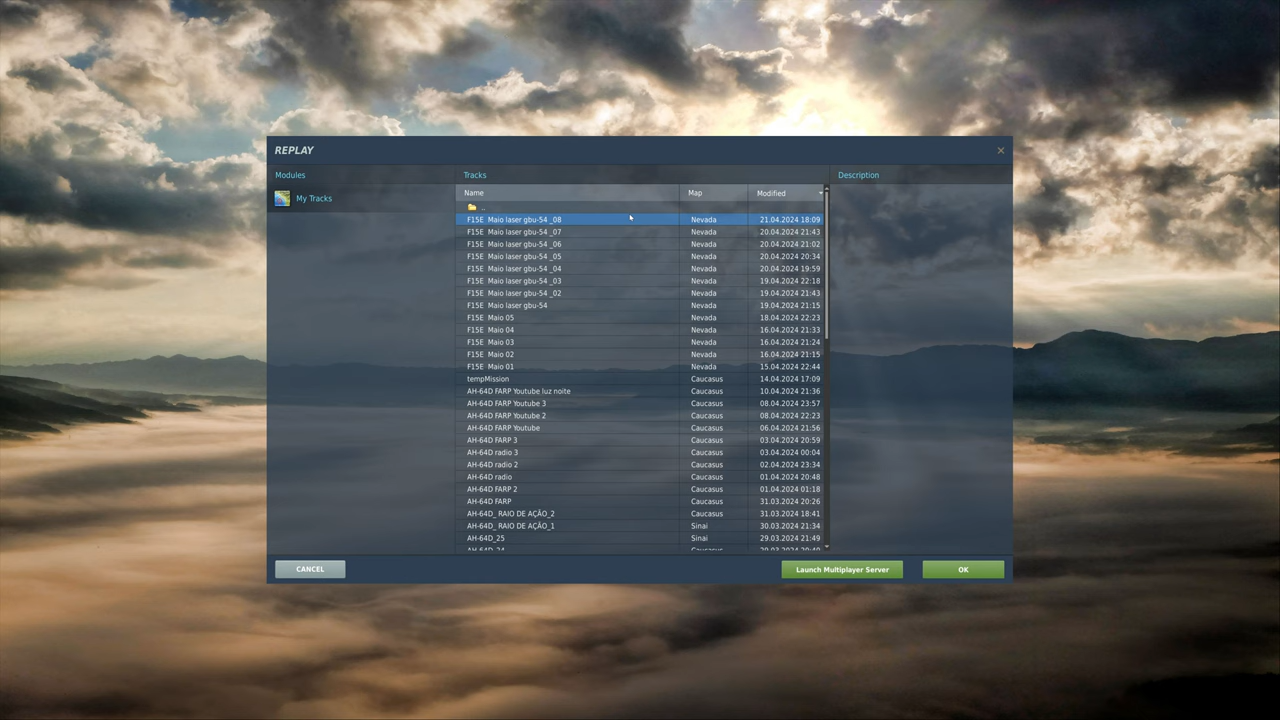 REPLAY
Modules
Tracks
Description
My Tracks
Name Map Modified
..
F15E Maio laser gbu-54 _08 Nevada 21.04.2024 18:09
F15E Maio laser gbu-54 _07 Nevada 20.04.2024 21:43
F15E Maio laser gbu-54 _06 Nevada 20.04.2024 21:02
F15E Maio laser gbu-54 _05 Nevada 20.04.2024 20:34
F15E Maio laser gbu-54 _04 Nevada 20.04.2024 19:59
F15E Maio laser gbu-54 _03 Nevada 19.04.2024 22:18
F15E Maio laser gbu-54 _02 Nevada 19.04.2024 21:43
F15E Maio laser gbu-54 Nevada 19.04.2024 21:15
F15E Maio 05 Nevada 18.04.2024 22:23
F15E Maio 04 Nevada 16.04.2024 21:33
F15E Maio 03 Nevada 16.04.2024 21:24
F15E Maio 02 Nevada 16.04.2024 21:15
F15E Maio 01 Nevada 15.04.2024 22:44
tempMission Caucasus 14.04.2024 17:09
AH-64D FARP Youtube luz noite Caucasus 10.04.2024 21:36
AH-64D FARP Youtube 3 Caucasus 08.04.2024 23:57
AH-64D FARP Youtube 2 Caucasus 08.04.2024 22:23
AH-64D FARP Youtube Caucasus 06.04.2024 21:56
AH-64D FARP 3 Caucasus 03.04.2024 20:59
AH-64D radio 3 Caucasus 03.04.2024 00:04
AH-64D radio 2 Caucasus 02.04.2024 23:34
AH-64D radio Caucasus 01.04.2024 20:48
AH-64D FARP 2 Caucasus 01.04.2024 01:18
AH-64D FARP Caucasus 31.03.2024 20:26
AH-64D_ RAIO DE AÇÃO_2 Caucasus 31.03.2024 18:41
AH-64D_ RAIO DE AÇÃO_1 Sinai 30.03.2024 21:34
AH-64D_25 Sinai 29.03.2024 21:49
CANCEL
Launch Multiplayer Server
OK